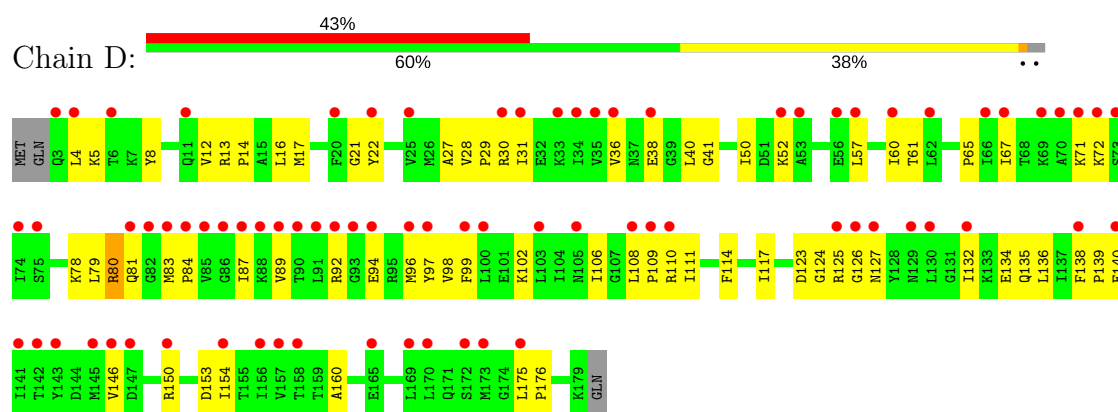 43%
Chain D:
60% 38% • •
MET GLN Q3 L4 K5 T6 K7 Y8 Q11 V12 R13 P14 A15 L16 M17 F20 G21 Y22 V25 M26 A27 V28 P29 R30 I31 E32 K33 I34 V35 V36 N37 E38 G39 L40 G41 I50 D51 K52 A53 E56 L57 I60 T61 L62 P65 I66 I67 T68 K69 A70 K71 K72 S73
I74 S75 K78 L79 R80 Q81 G82 M83 P84 V85 G86 I87 K88 V89 T90 L91 R92 G93 E94 R95 M96 Y97 V98 F99 L100 E101 K102 L103 I104 N105 I106 G107 L108 P109 R110 I111 F114 I117 D123 G124 R125 G126 N127 Y128 N129 L130 G131 I132 K133 E134 Q135 L136 I137 F138 P139 E140
I141 T142 Y143 D144 M145 V146 D147 R150 D153 I154 T155 I156 V157 T158 T159 A160 E165 L169 L170 Q171 S172 M173 G174 L175 P176 K179 GLN